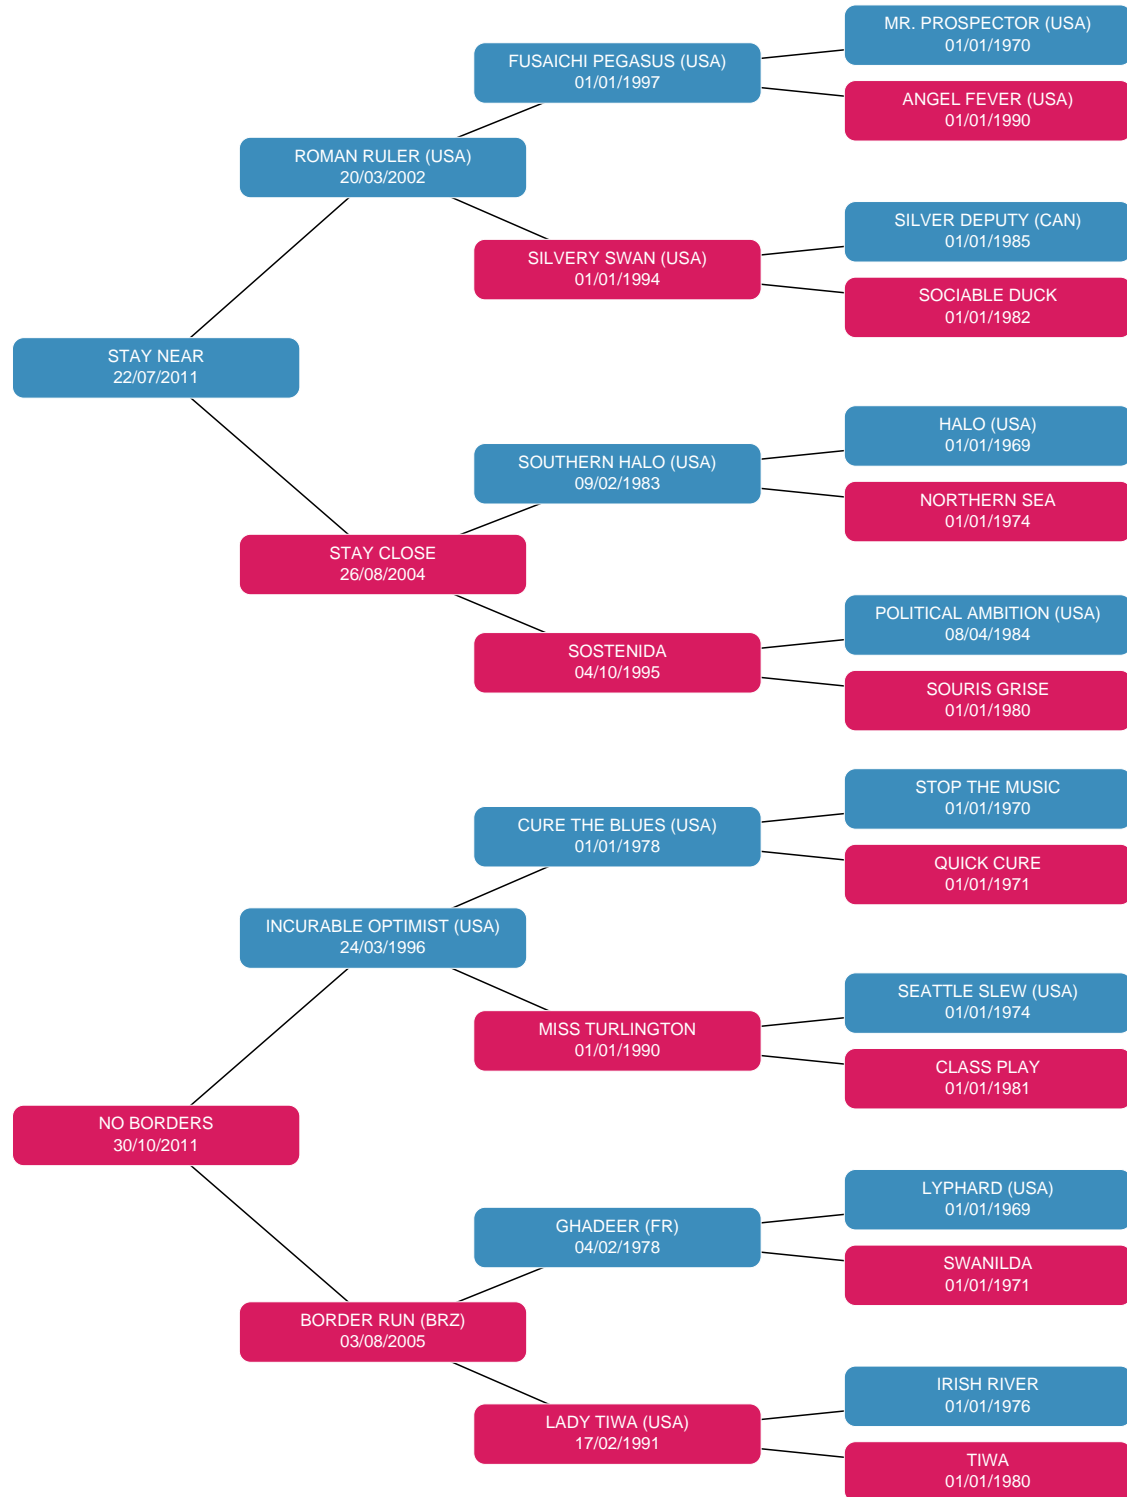 MR. PROSPECTOR (USA)
01/01/1970
FUSAICHI PEGASUS (USA)
01/01/1997
ANGEL FEVER (USA)
01/01/1990
ROMAN RULER (USA)
20/03/2002
SILVER DEPUTY (CAN)
01/01/1985
SILVERY SWAN (USA)
01/01/1994
SOCIABLE DUCK
01/01/1982
STAY NEAR
22/07/2011
HALO (USA)
01/01/1969
SOUTHERN HALO (USA)
09/02/1983
NORTHERN SEA
01/01/1974
STAY CLOSE
26/08/2004
POLITICAL AMBITION (USA)
08/04/1984
SOSTENIDA
04/10/1995
SOURIS GRISE
01/01/1980
STOP THE MUSIC
01/01/1970
CURE THE BLUES (USA)
01/01/1978
QUICK CURE
01/01/1971
INCURABLE OPTIMIST (USA)
24/03/1996
SEATTLE SLEW (USA)
01/01/1974
MISS TURLINGTON
01/01/1990
CLASS PLAY
01/01/1981
NO BORDERS
30/10/2011
LYPHARD (USA)
01/01/1969
GHADEER (FR)
04/02/1978
SWANILDA
01/01/1971
BORDER RUN (BRZ)
03/08/2005
IRISH RIVER
01/01/1976
LADY TIWA (USA)
17/02/1991
TIWA
01/01/1980